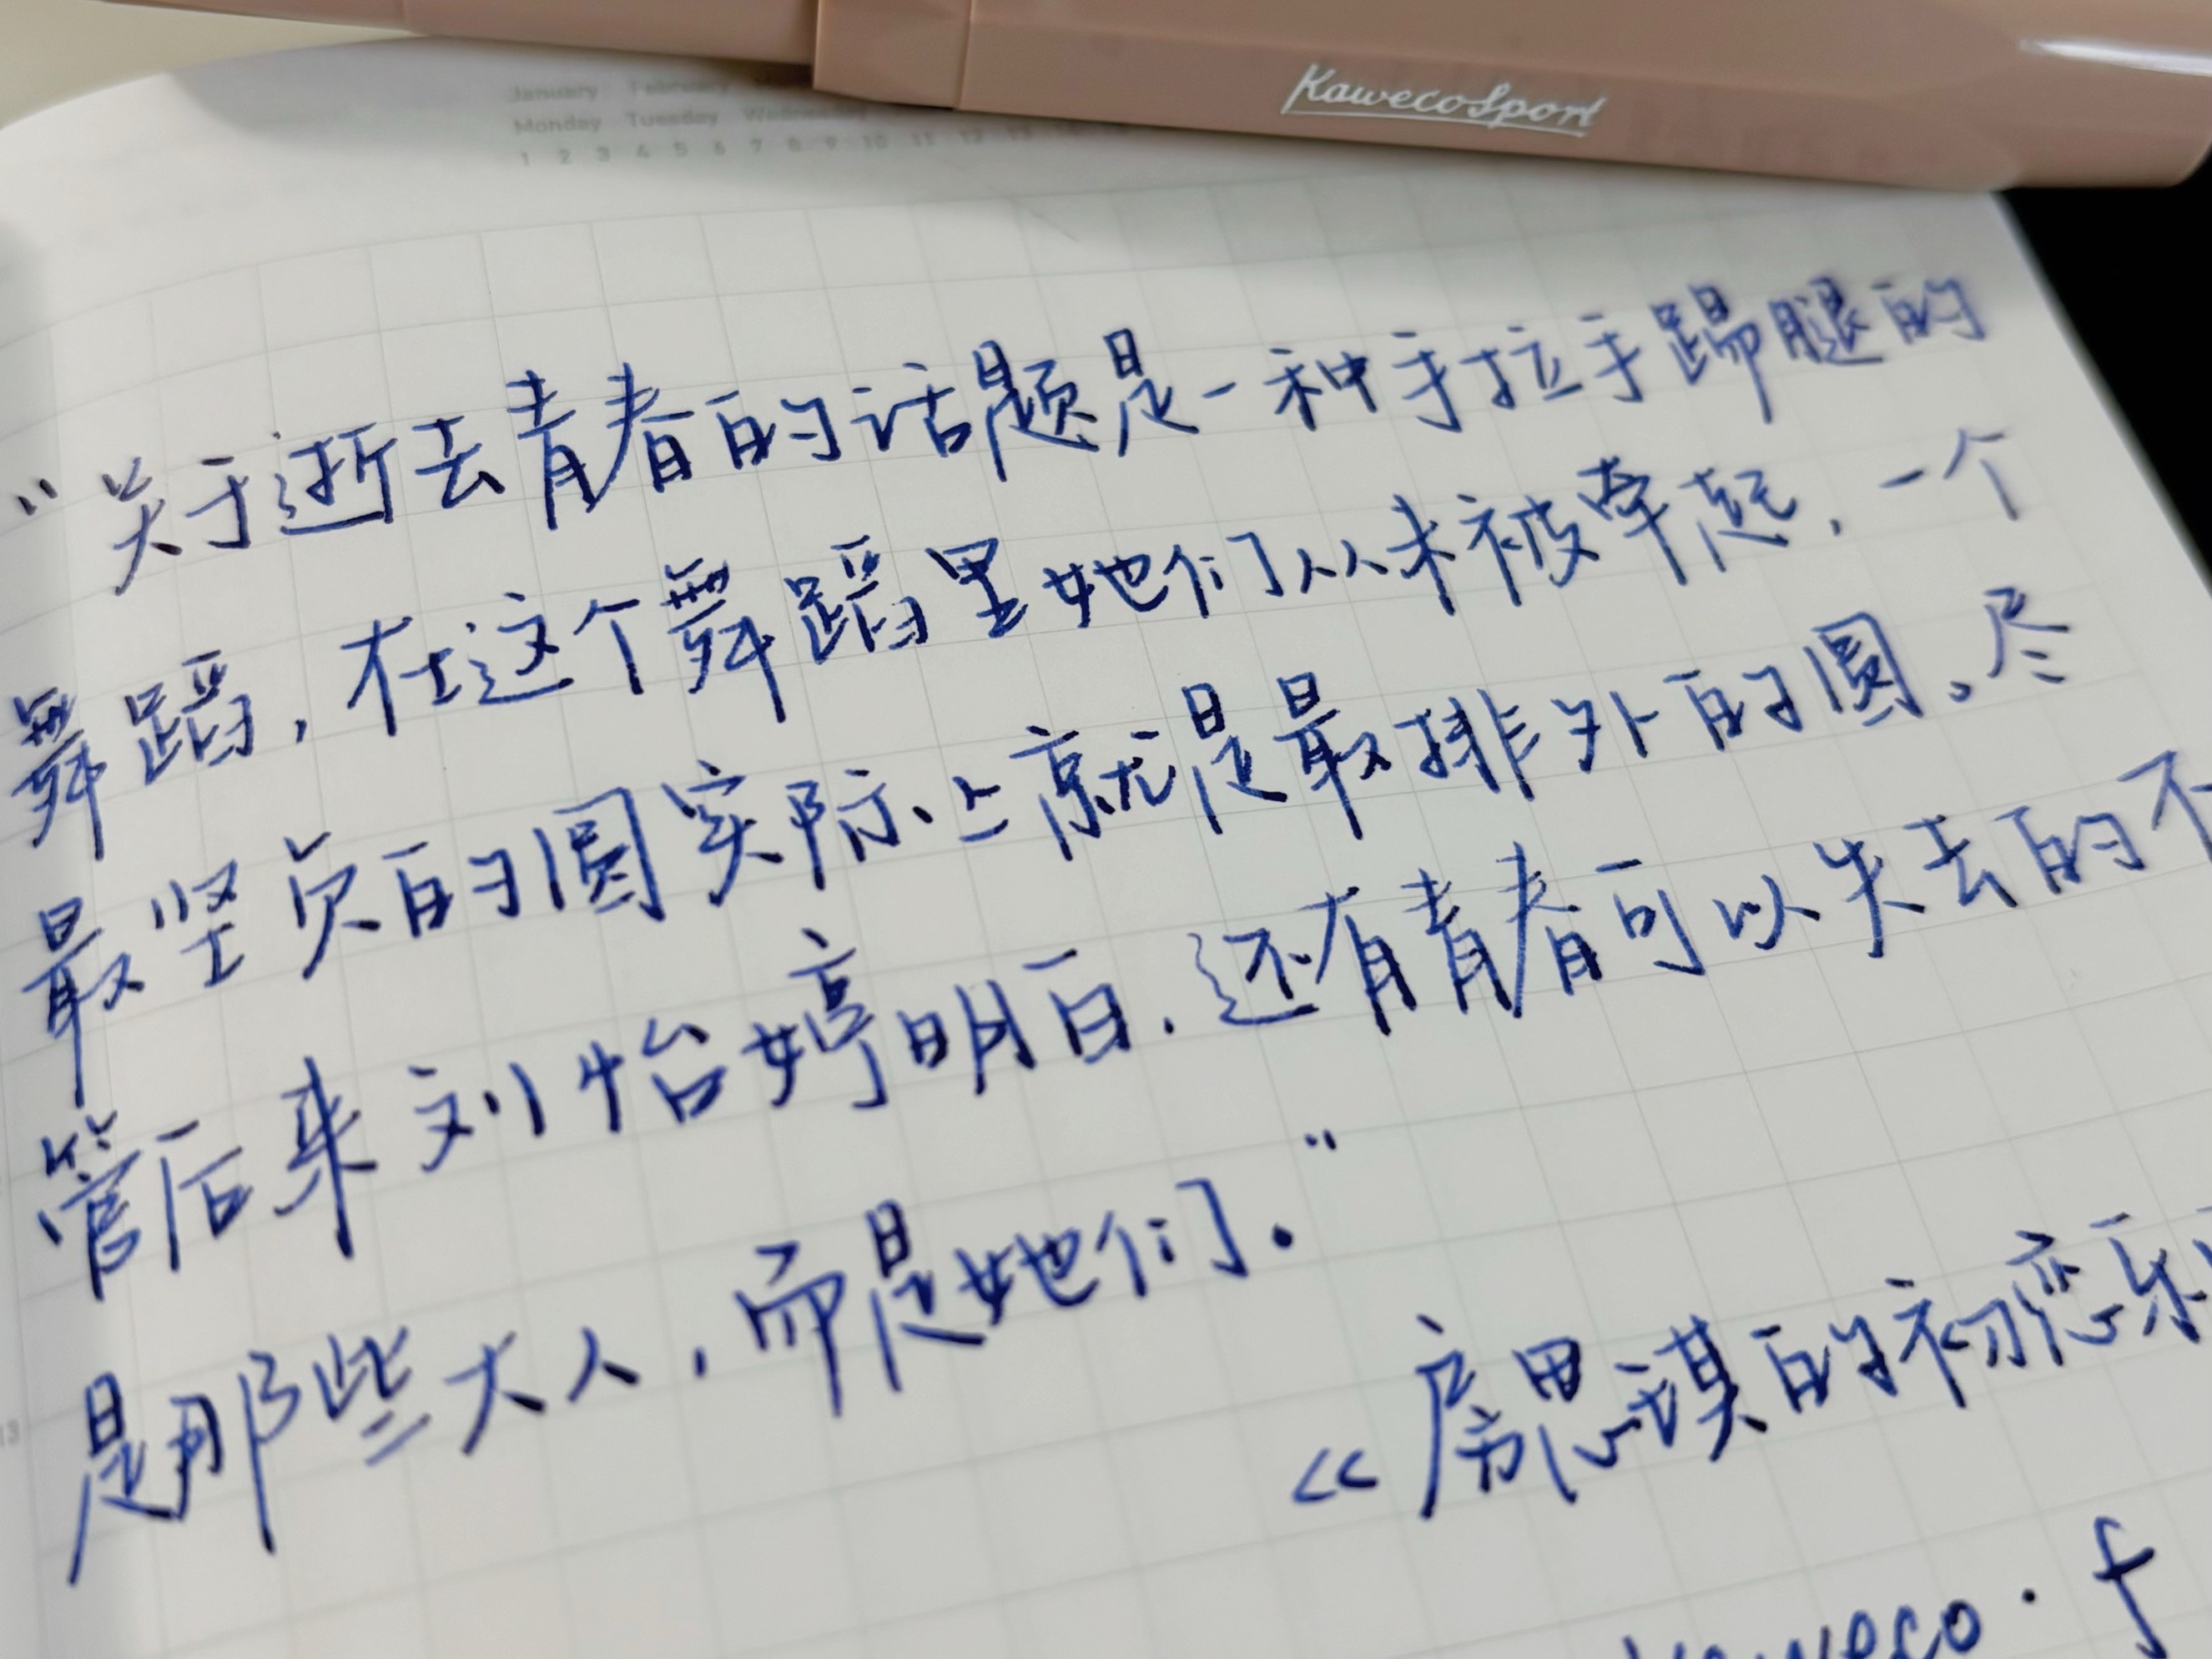 KawecoSport
January February
Monday Tuesday Wednesday
1 2 3 4 5 6 7 8 9 10 11 12 13
“关于逝去青春的话题是一种手拉手踢腿的
舞蹈,在这个舞蹈里她们从未被牵起,一个
最坚贞的圆实际上就是最排外的圆。尽
管后来刘怡婷明白,还有青春可以失去的不
是那些大人,而是她们.”
《房思琪的初恋乐
Kaweco·f
13